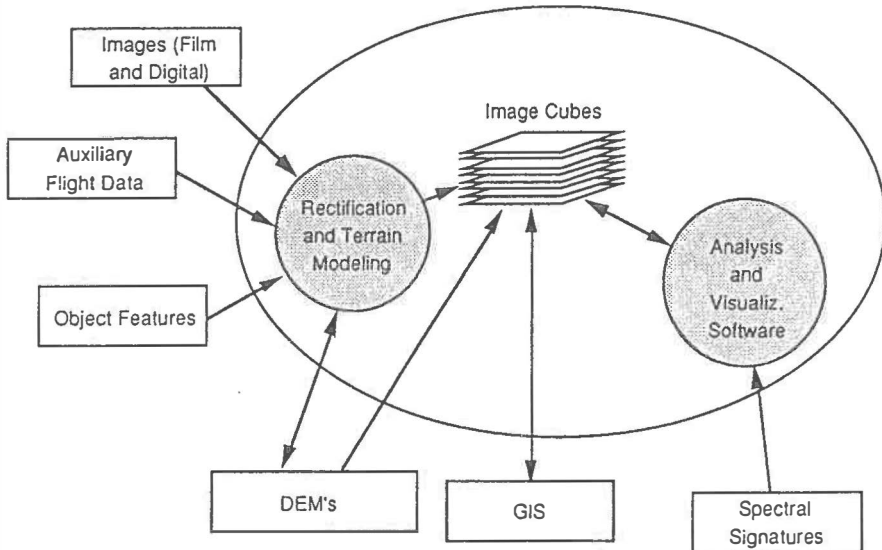 Images (Film
and Digital)
Image Cubes
Auxiliary
Flight Data
Rectification
and Terrain
Modeling
Analysis
and
Visualiz.
Software
Object Features
DEM's
GIS
Spectral
Signatures